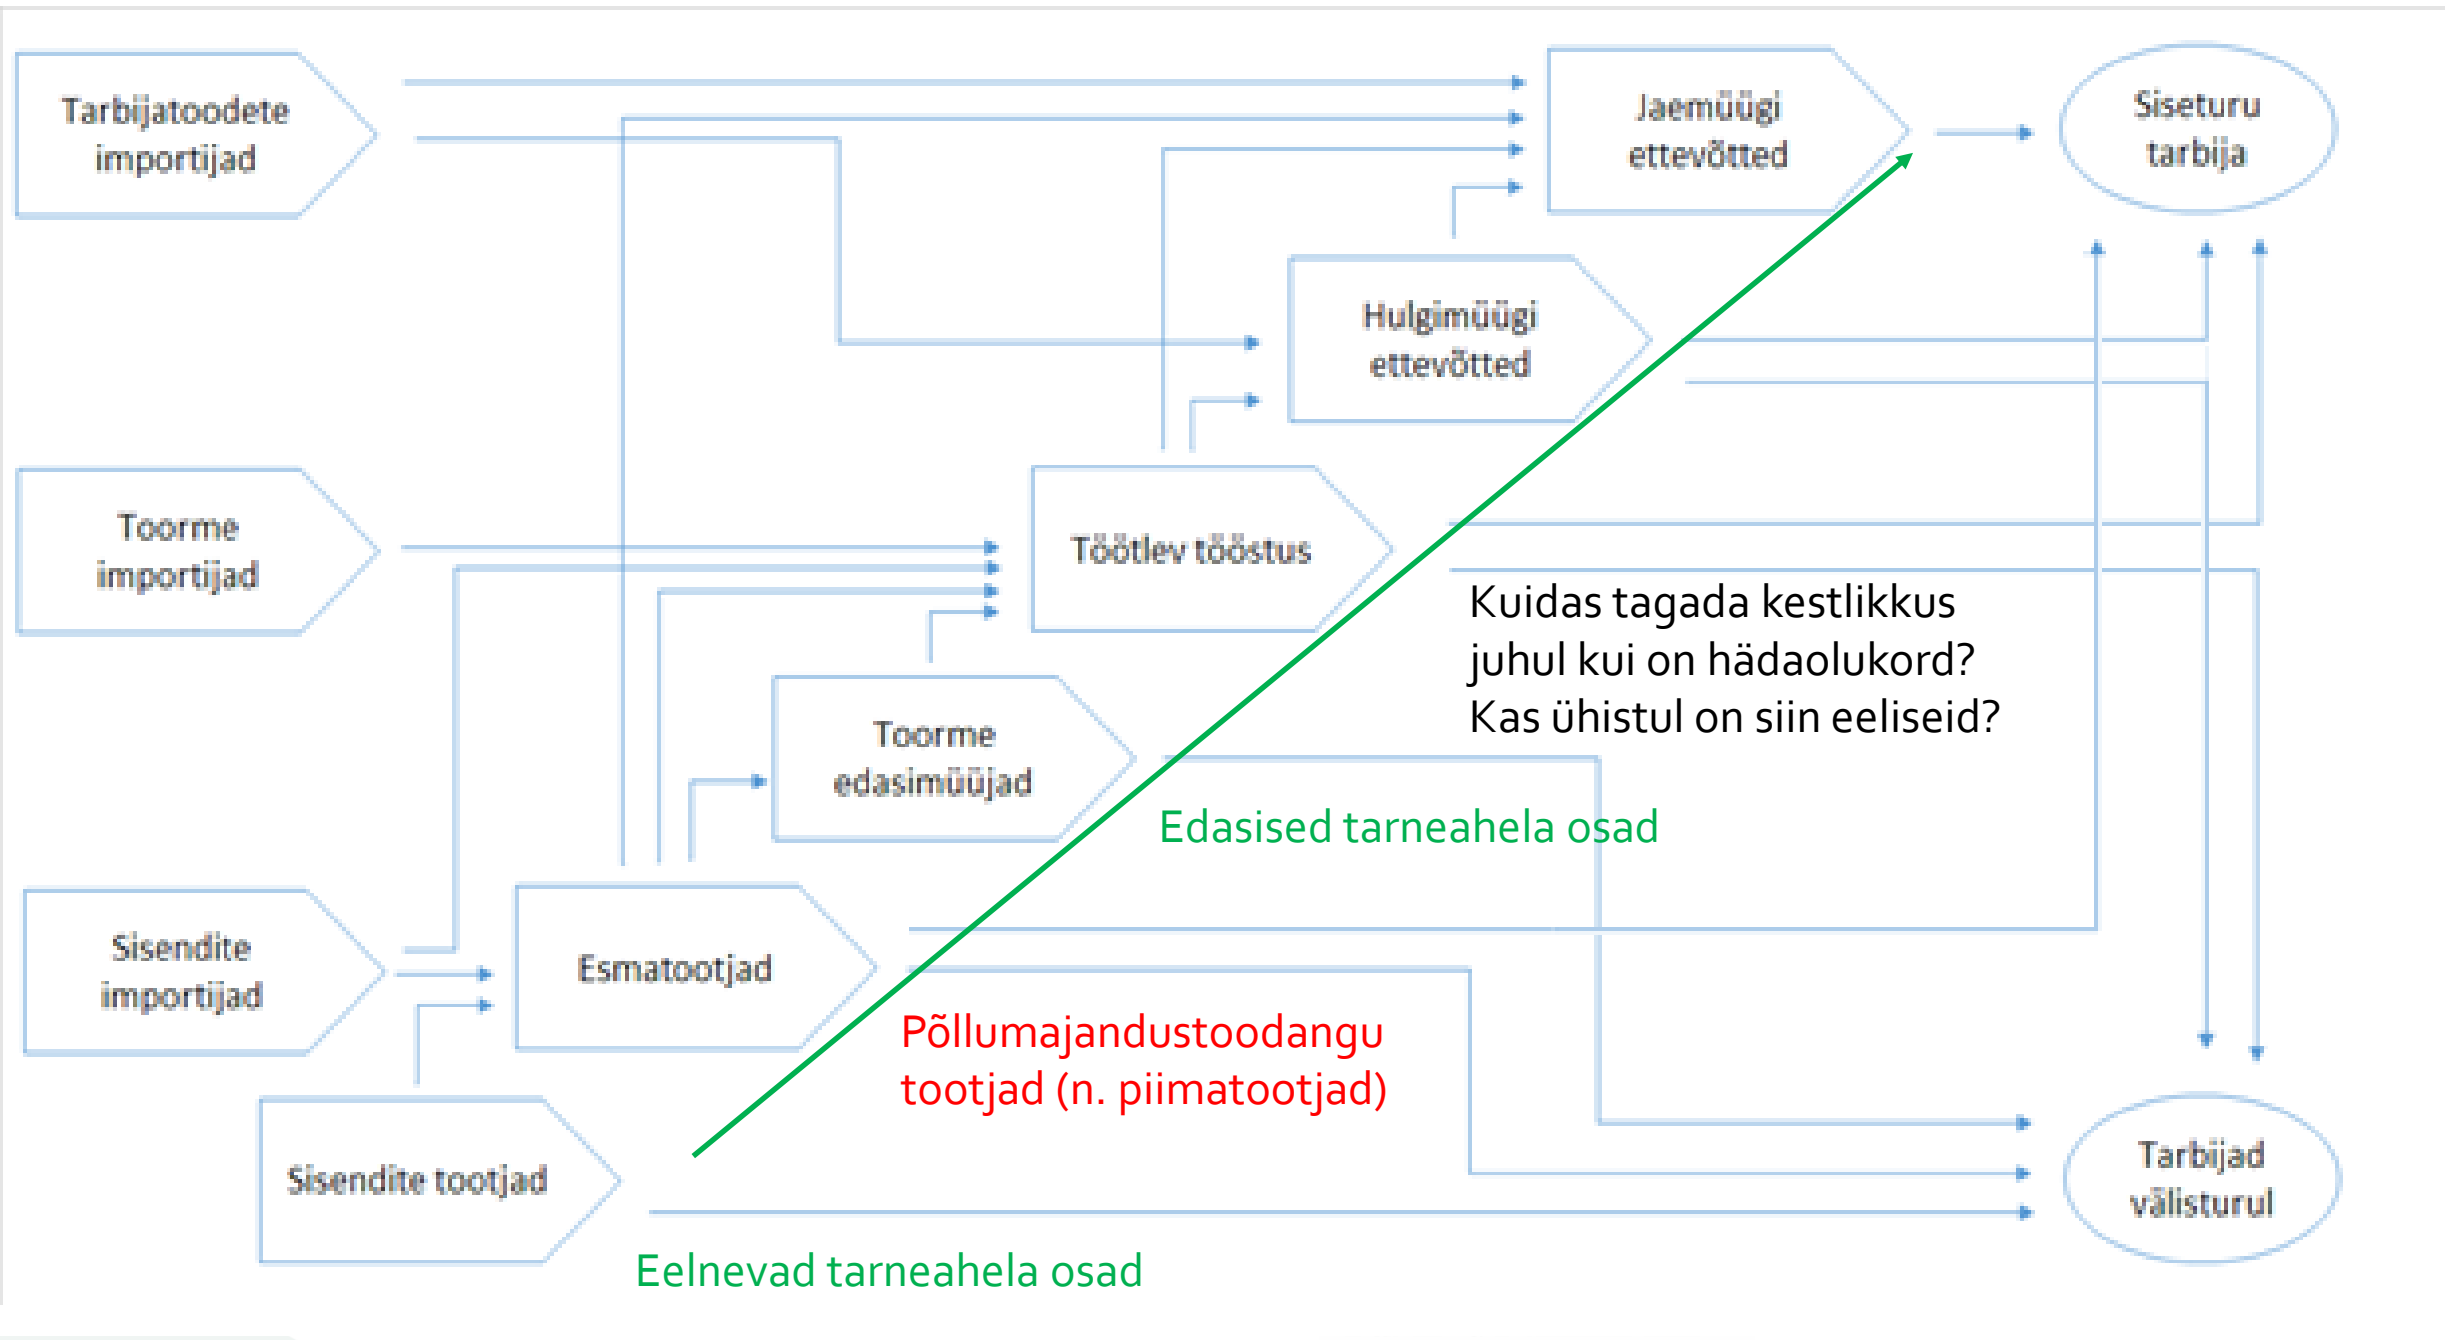 Tarbijatoodete
importijad
Jaemüügi
ettevõtted
Siseturu
tarbija
Hulgimüügi
ettevõtted
Toorme
importijad
Töötlev tööstus
Kuidas tagada kestlikkus
juhul kui on hädaolukord?
Kas ühistul on siin eeliseid?
Toorme
edasimüüjad
Edasised tarneahela osad
Sisendite
importijad
Esmatootjad
Põllumajandustoodangu
tootjad (n. piimatootjad)
Sisendite tootjad
Tarbijad
välisturul
Eelnevad tarneahela osad